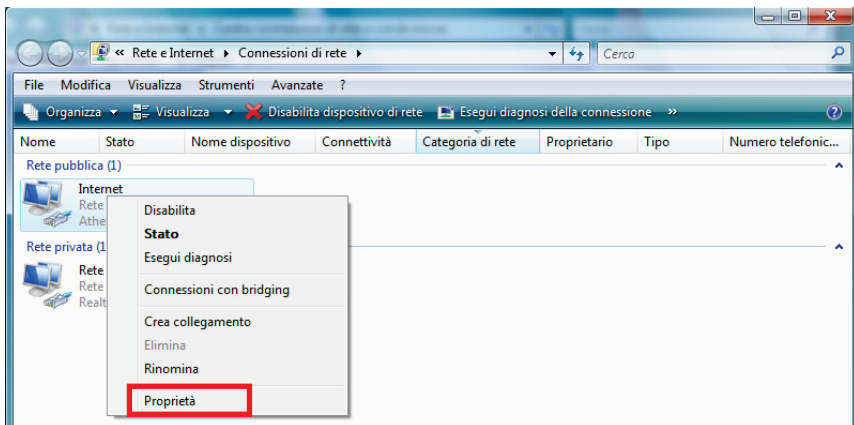 « Rete e Internet ▸ Connessioni di rete ▸ Cerca
File Modifica Visualizza Strumenti Avanzate ?
Organizza Visualizza Disabilita dispositivo di rete Esegui diagnosi della connessione »
Nome Stato Nome dispositivo Connettività Categoria di rete Proprietario Tipo Numero telefonic...
Rete pubblica (1)
Internet
Rete
Athe
Rete privata (1
Rete
Rete
Realt
Disabilita
Stato
Esegui diagnosi
Connessioni con bridging
Crea collegamento
Elimina
Rinomina
Proprietà